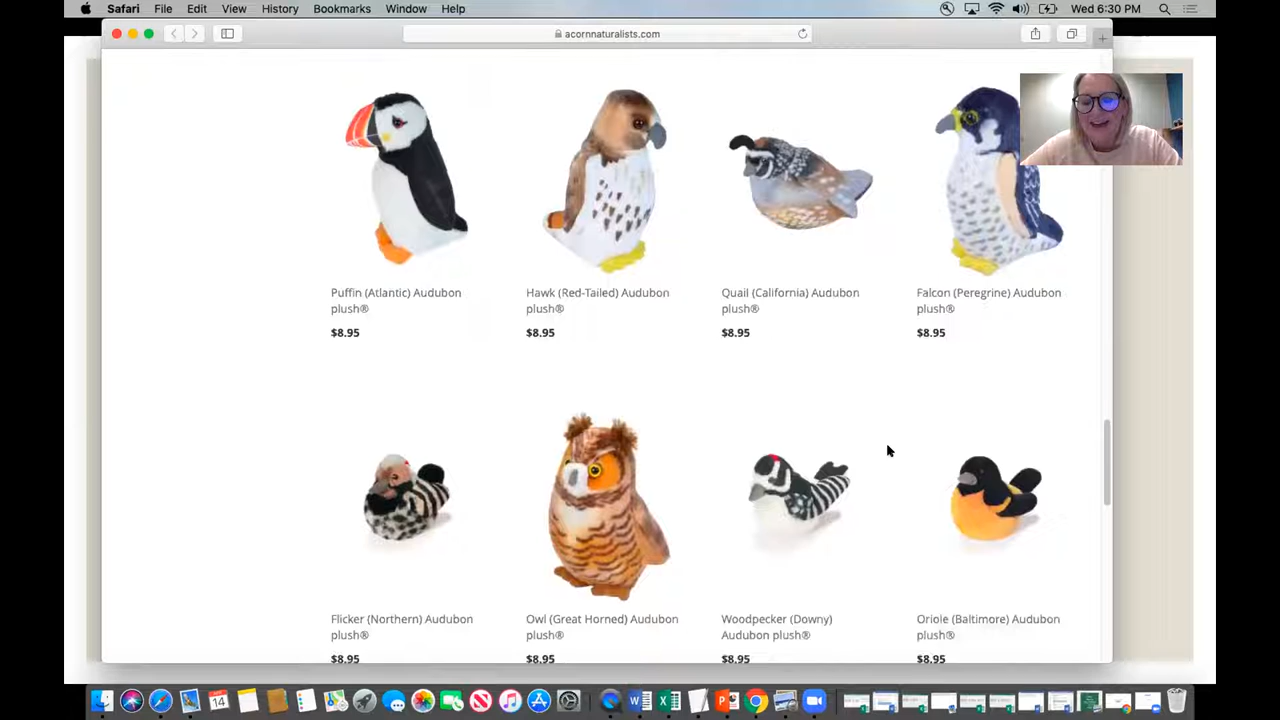 Safari File Edit View History Bookmarks Window Help Wed 6:30 PM
acornnaturalists.com
Puffin (Atlantic) Audubon plush®
$8.95
Hawk (Red-Tailed) Audubon plush®
$8.95
Quail (California) Audubon plush®
$8.95
Falcon (Peregrine) Audubon plush®
$8.95
Flicker (Northern) Audubon plush®
$8.95
Owl (Great Horned) Audubon plush®
$8.95
Woodpecker (Downy) Audubon plush®
$8.95
Oriole (Baltimore) Audubon plush®
$8.95
14